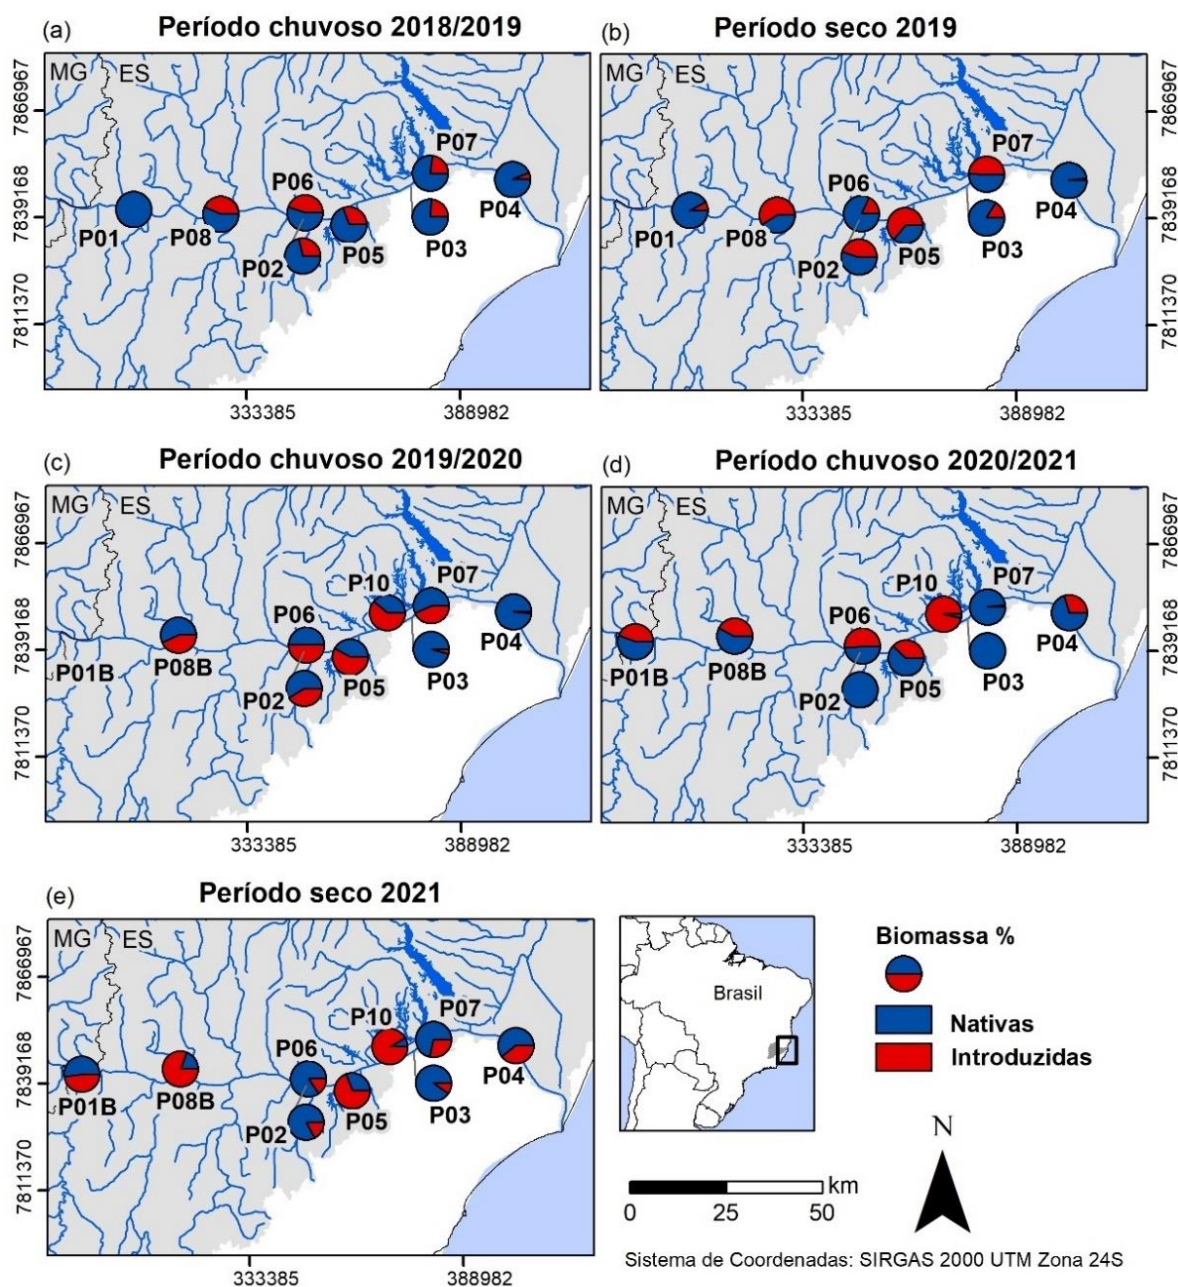 (a) Período chuvoso 2018/2019
MG ES
7866967
7839168
7811370
P07
P06
P04
P01
P08
P05
P03
P02
333385
388982
(b) Período seco 2019
MG ES
7866967
7839168
7811370
P07
P06
P04
P01
P08
P05
P03
P02
333385
388982
(c) Período chuvoso 2019/2020
MG ES
7866967
7839168
7811370
P10
P07
P06
P04
P01B
P08B
P05
P03
P02
333385
388982
(d) Período chuvoso 2020/2021
MG ES
7866967
7839168
7811370
P10
P07
P06
P04
P01B
P08B
P05
P03
P02
333385
388982
(e) Período seco 2021
MG ES
7866967
7839168
7811370
P10
P07
P06
P04
P01B
P08B
P05
P03
P02
333385
388982
Brasil
Biomassa %
Nativas
Introduzidas
N
km
0 25 50
Sistema de Coordenadas: SIRGAS 2000 UTM Zona 24S